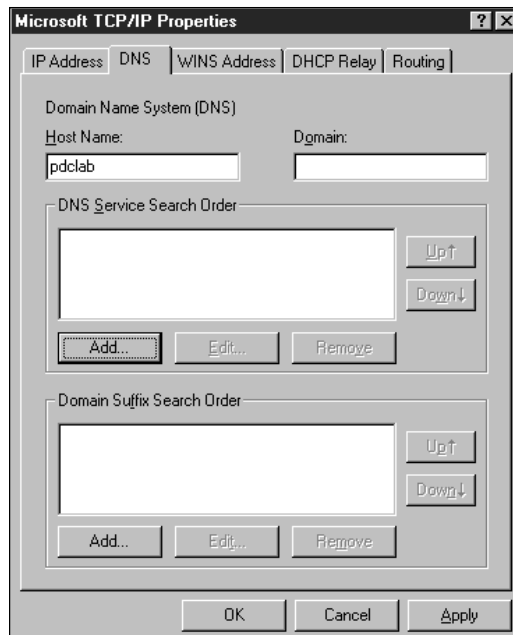 Microsoft TCP/IP Properties ? X
IP Address DNS WINS Address DHCP Relay Routing
Domain Name System (DNS)
Host Name: Domain:
pdclab
DNS Service Search Order
Up↑
Down↓
Add... Edit... Remove
Domain Suffix Search Order
Up↑
Down↓
Add... Edit... Remove
OK Cancel Apply